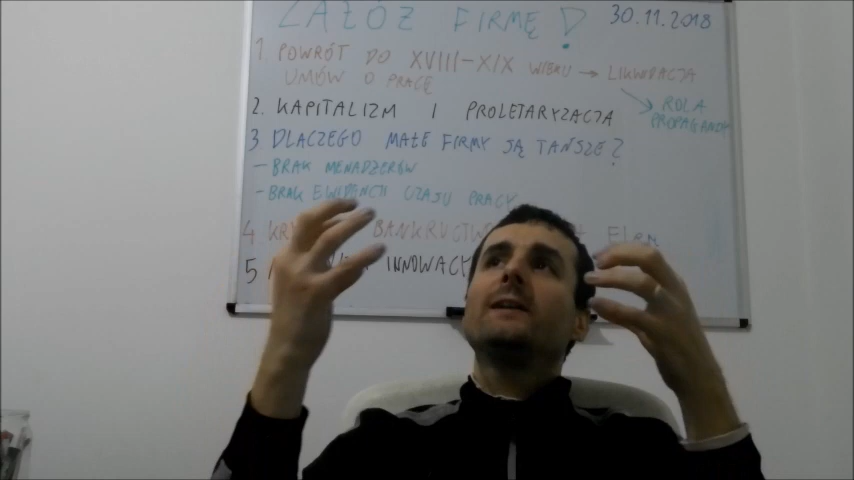 ZAŁÓŻ FIRMĘ! 30.11.2018
1. POWRÓT DO XVIII-XIX WIEKU → LIKWIDACJA
UMÓW O PRACĘ
ROLA
PROPAGANDY
2. KAPITALIZM I PROLETARYZACJA
3. DLACZEGO MAŁE FIRMY SĄ TAŃSZE?
- BRAK MENADŻERÓW
- BRAK EWIDENCJI CZASU PRACY
4.
5